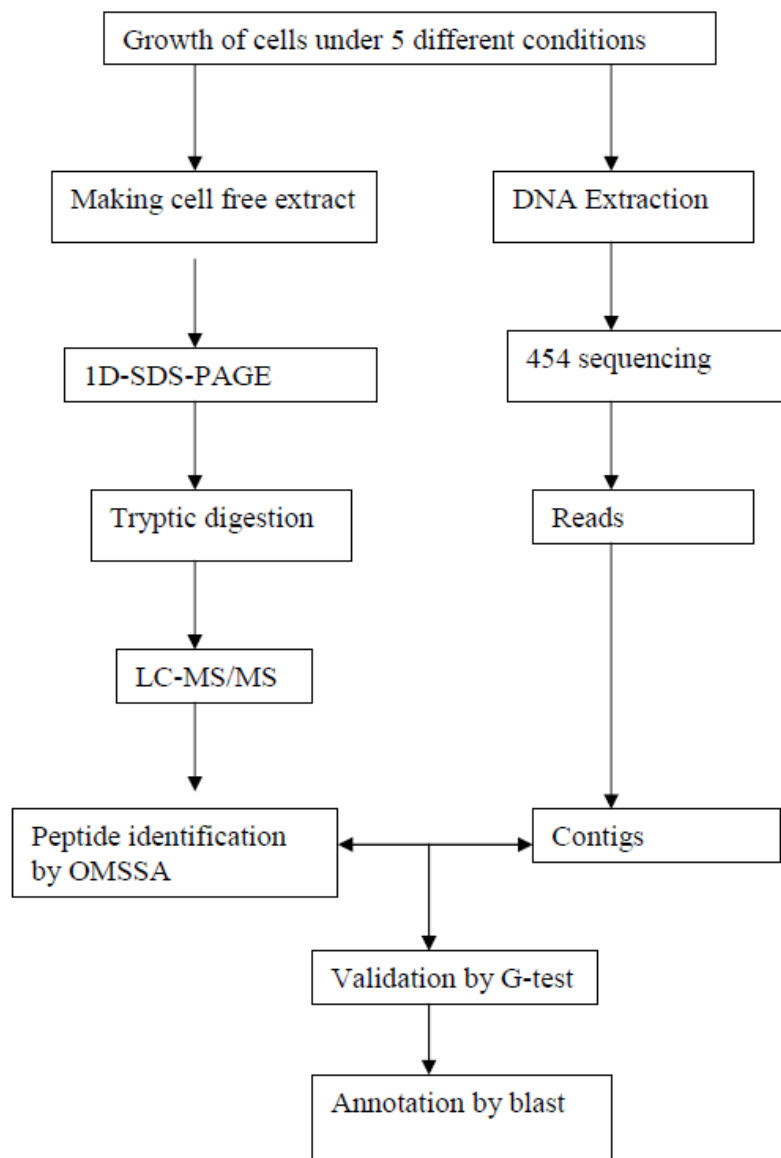 Growth of cells under 5 different conditions
Making cell free extract
DNA Extraction
1D-SDS-PAGE
454 sequencing
Tryptic digestion
Reads
LC-MS/MS
Peptide identification
by OMSSA
Contigs
Validation by G-test
Annotation by blast